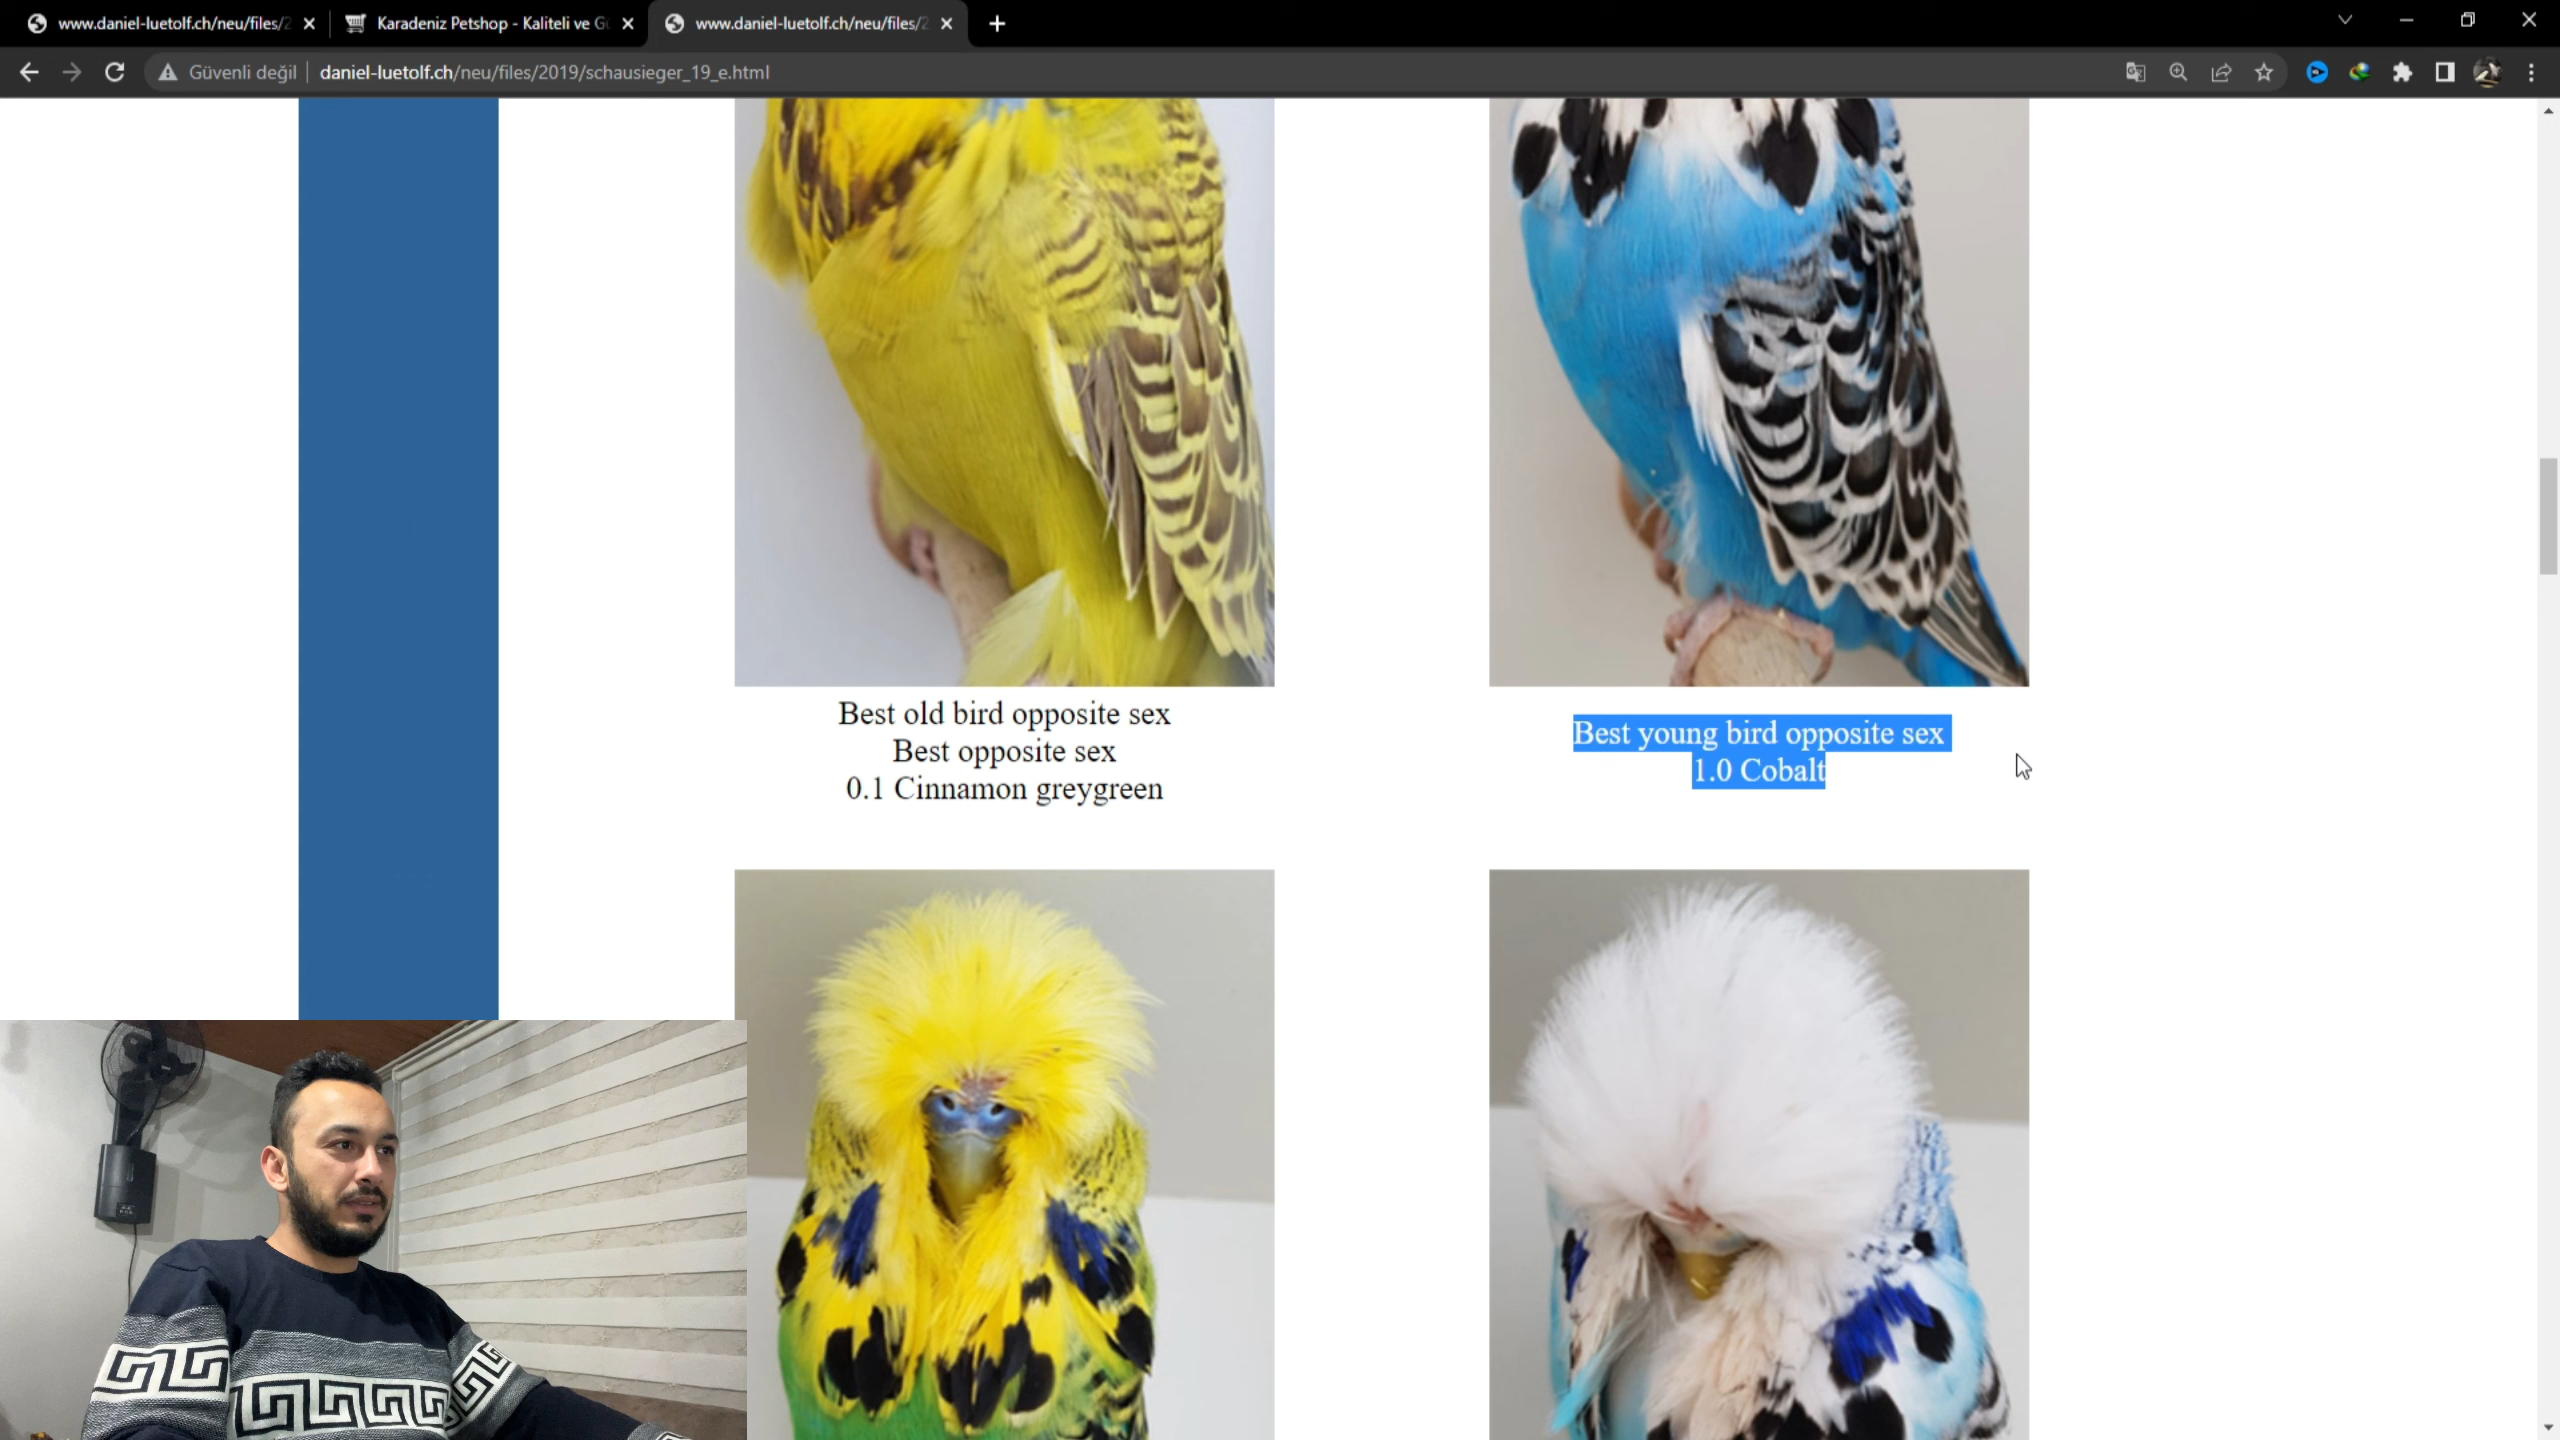 www.daniel-luetolf.ch/neu/files/2
Karadeniz Petshop - Kaliteli ve G
www.daniel-luetolf.ch/neu/files/2
Güvenli değil
daniel-luetolf.ch/neu/files/2019/schausieger_19_e.html
Best old bird opposite sex
Best opposite sex
0.1 Cinnamon greygreen
Best young bird opposite sex
1.0 Cobalt